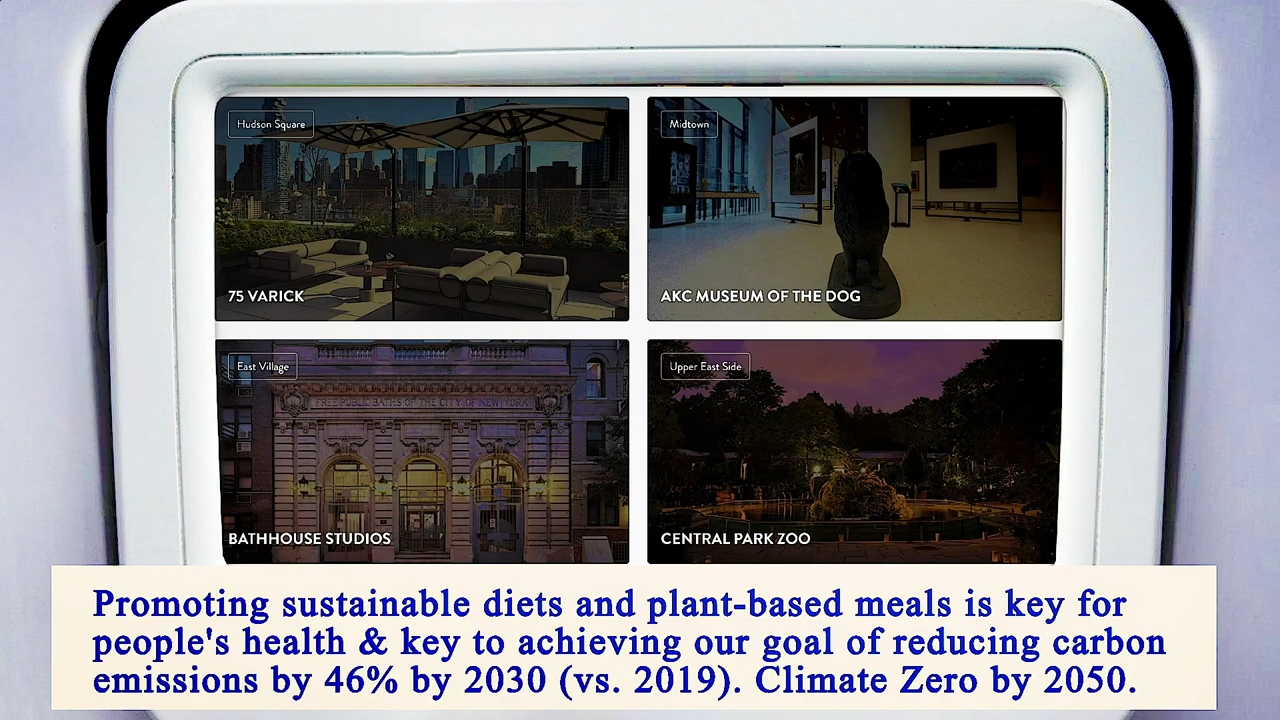 Hudson Square
75 VARICK
Midtown
AKC MUSEUM OF THE DOG
East Village
FREE PUBLIC BATHS OF THE CITY OF NEW YORK
BATHHOUSE STUDIOS
Upper East Side
CENTRAL PARK ZOO
Promoting sustainable diets and plant-based meals is key for
people's health & key to achieving our goal of reducing carbon
emissions by 46% by 2030 (vs. 2019). Climate Zero by 2050.